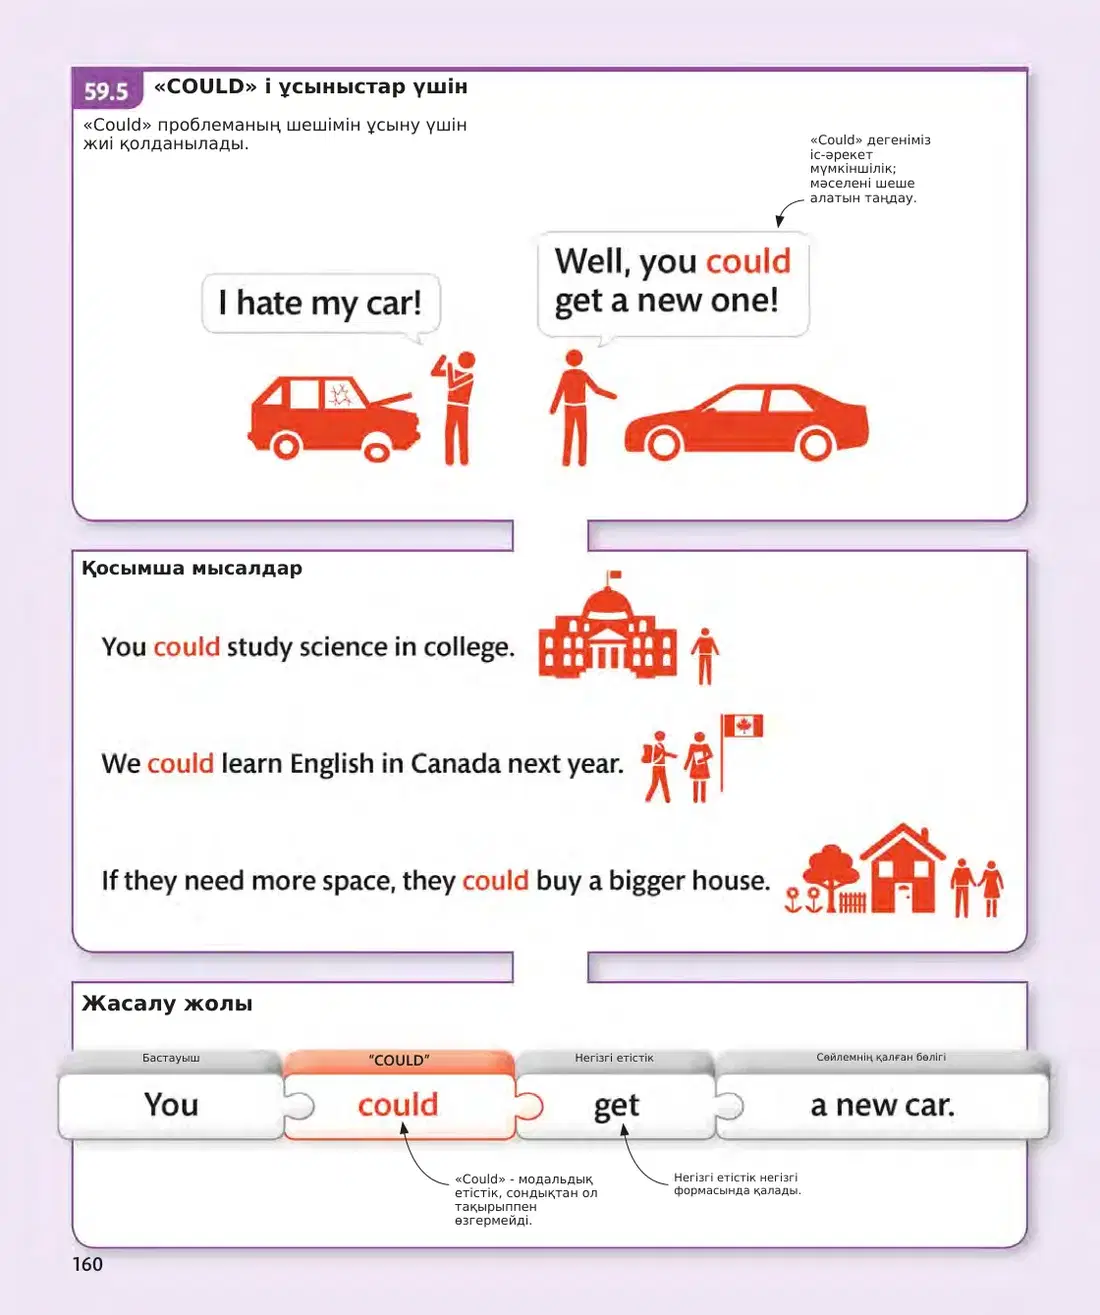 59.5 «COULD» і ұсыныстар үшін
«Could» проблеманың шешімін ұсыну үшін
жиі қолданылады.
«Could» дегеніміз
іс-әрекет
мүмкіншілік;
мәселені шеше
алатын таңдау.
I hate my car!
Well, you could
get a new one!
Қосымша мысалдар
You could study science in college.
We could learn English in Canada next year.
If they need more space, they could buy a bigger house.
Жасалу жолы
Бастауыш
"COULD"
Негізгі етістік
Сөйлемнің қалған бөлігі
You
could
get
a new car.
«Could» - модальдық
етістік, сондықтан ол
тақырыппен
өзгермейді.
Негізгі етістік негізгі
формасында қалады.
160